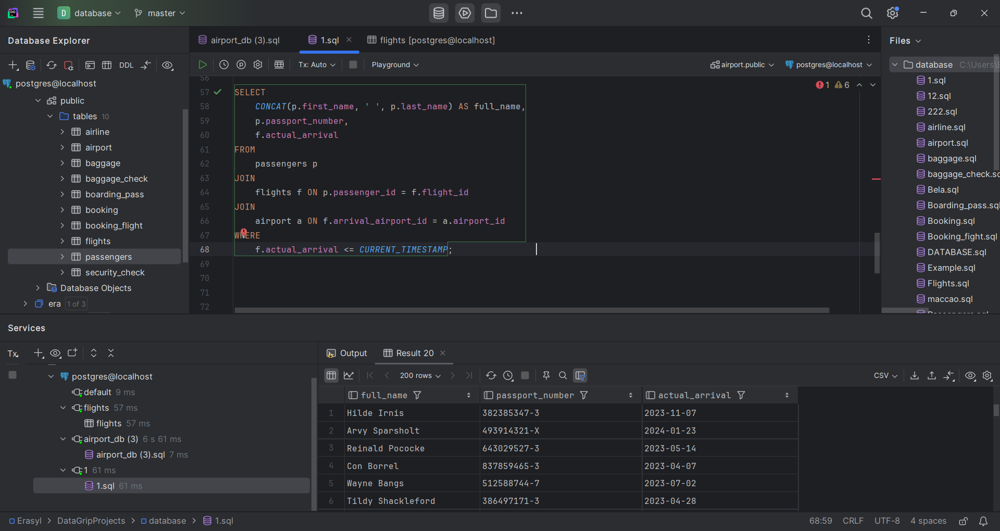 D database master
Database Explorer
DDL
postgres@localhost
public
tables 10
airline
airport
baggage
baggage_check
boarding_pass
booking
booking_flight
flights
passengers
security_check
Database Objects
era 1 of 3
airport_db (3).sql 1.sql flights [postgres@localhost]
Tx: Auto Playground airport.public postgres@localhost
1 6
56
57 SELECT
58 CONCAT(p.first_name, ' ', p.last_name) AS full_name,
59 p.passport_number,
60 f.actual_arrival
61 FROM
62 passengers p
63 JOIN
64 flights f ON p.passenger_id = f.flight_id
65 JOIN
66 airport a ON f.arrival_airport_id = a.airport_id
67 WHERE
68 f.actual_arrival <= CURRENT_TIMESTAMP;
69
70
71
72
Files
database C:\Users\
1.sql
12.sql
222.sql
airline.sql
airport.sql
baggage.sql
baggage_check.sq
Bela.sql
Boarding_pass.sql
Booking.sql
Booking_fight.sql
DATABASE.sql
Example.sql
Flights.sql
maccao.sql
Services
Tx
postgres@localhost
default 9 ms
flights 57 ms
flights 57 ms
airport_db (3) 6 s 61 ms
airport_db (3).sql 7 ms
1 61 ms
1.sql 61 ms
Output Result 20
200 rows CSV
full_name passport_number actual_arrival
1 Hilde Irnis 382385347-3 2023-11-07
2 Arvy Sparsholt 493914321-X 2024-01-23
3 Reinald Pococke 643029527-3 2023-05-14
4 Con Borrel 837859465-3 2023-04-07
5 Wayne Bangs 512588744-7 2023-07-02
6 Tildy Shackleford 386497171-3 2023-04-28
Erasyl > DataGripProjects > database > 1.sql
68:59 CRLF UTF-8 4 spaces